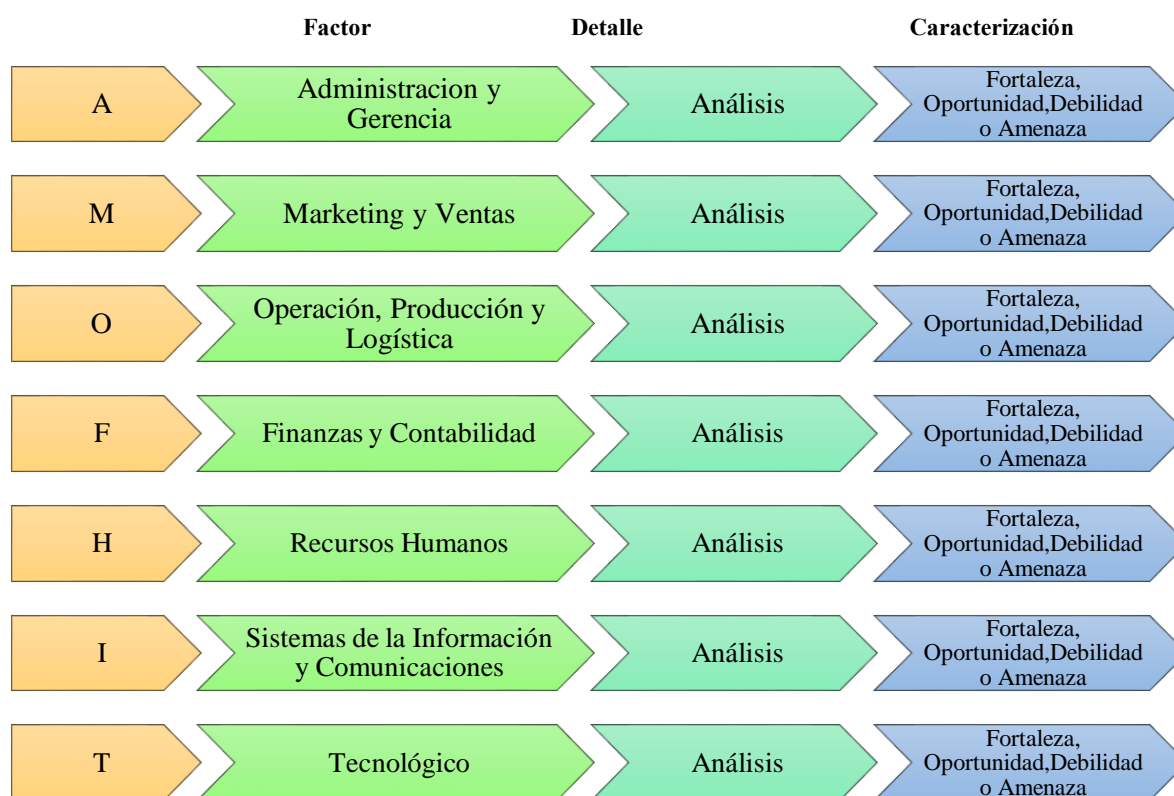 Factor
Detalle
Caracterización
A
Administracion y
Gerencia
Análisis
Fortaleza,
Oportunidad,Debilidad
o Amenaza
M
Marketing y Ventas
Análisis
Fortaleza,
Oportunidad,Debilidad
o Amenaza
O
Operación, Producción y
Logística
Análisis
Fortaleza,
Oportunidad,Debilidad
o Amenaza
F
Finanzas y Contabilidad
Análisis
Fortaleza,
Oportunidad,Debilidad
o Amenaza
H
Recursos Humanos
Análisis
Fortaleza,
Oportunidad,Debilidad
o Amenaza
I
Sistemas de la Información
y Comunicaciones
Análisis
Fortaleza,
Oportunidad,Debilidad
o Amenaza
T
Tecnológico
Análisis
Fortaleza,
Oportunidad,Debilidad
o Amenaza